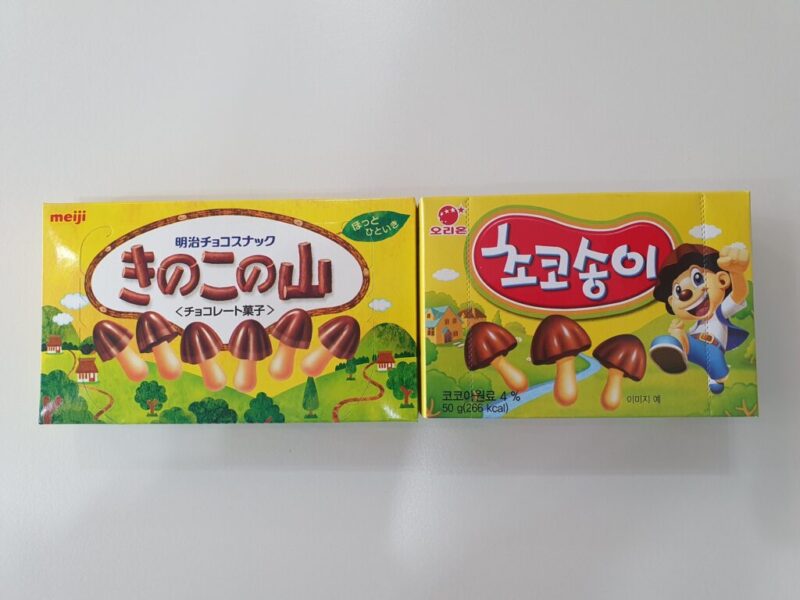 meiji
明治チョコスナック
きのこの山
〈チョコレート菓子〉
ほっと
ひといき
오리온
초코송이
코코아원료 4 %
50 g(266 kcal)
이미지 예